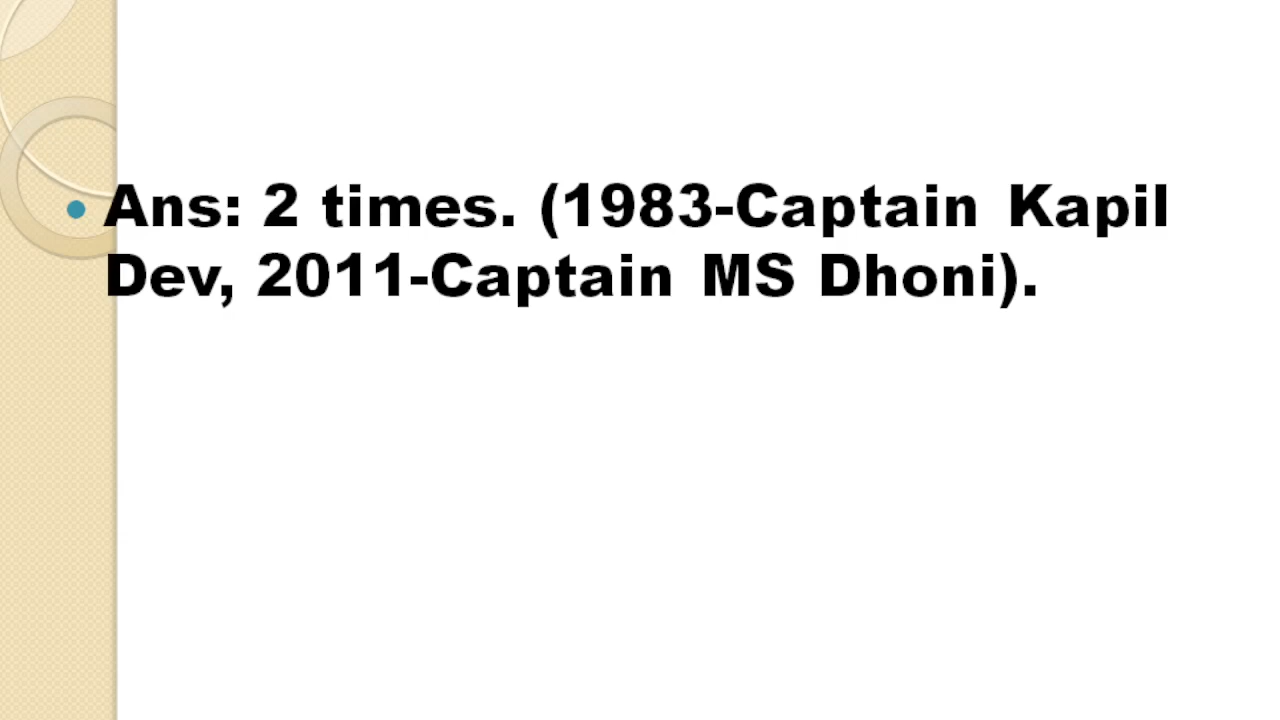 Ans: 2 times. (1983-Captain Kapil
Dev, 2011-Captain MS Dhoni).